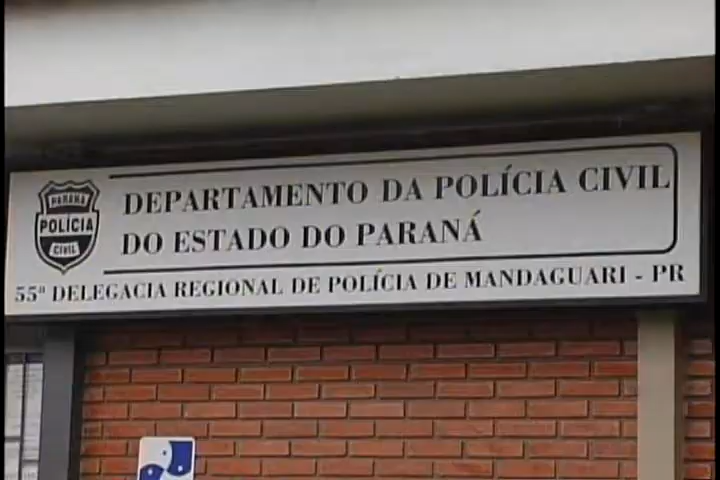 DEPARTAMENTO DA POLÍCIA CIVIL
DO ESTADO DO PARANÁ
PARANÁ
POLÍCIA
CIVIL
55ª DELEGACIA REGIONAL DE POLÍCIA DE MANDAGUARI - PR